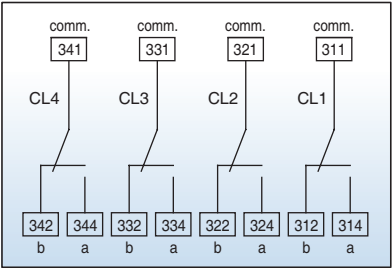 comm. comm. comm. comm.
341 331 321 311
CL4 CL3 CL2 CL1
342 344 332 334 322 324 312 314
b a b a b a b a